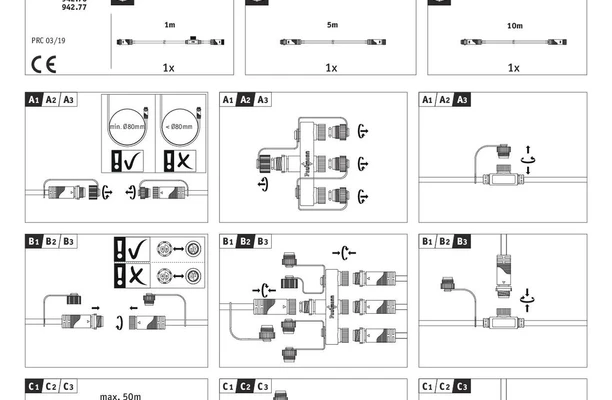 942.77
1m
5m
10m
PRC 03/19
CE
1x
1x
1x
A1 A2 A3
A1 A2 A3
A1 A2 A3
min. Ø80mm
< Ø80mm
Paulmann
B1 B2 B3
B1 B2 B3
B1 B2 B3
Paulmann
C1 C2 C3
C1 C2 C3
C1 C2 C3
max. 50m